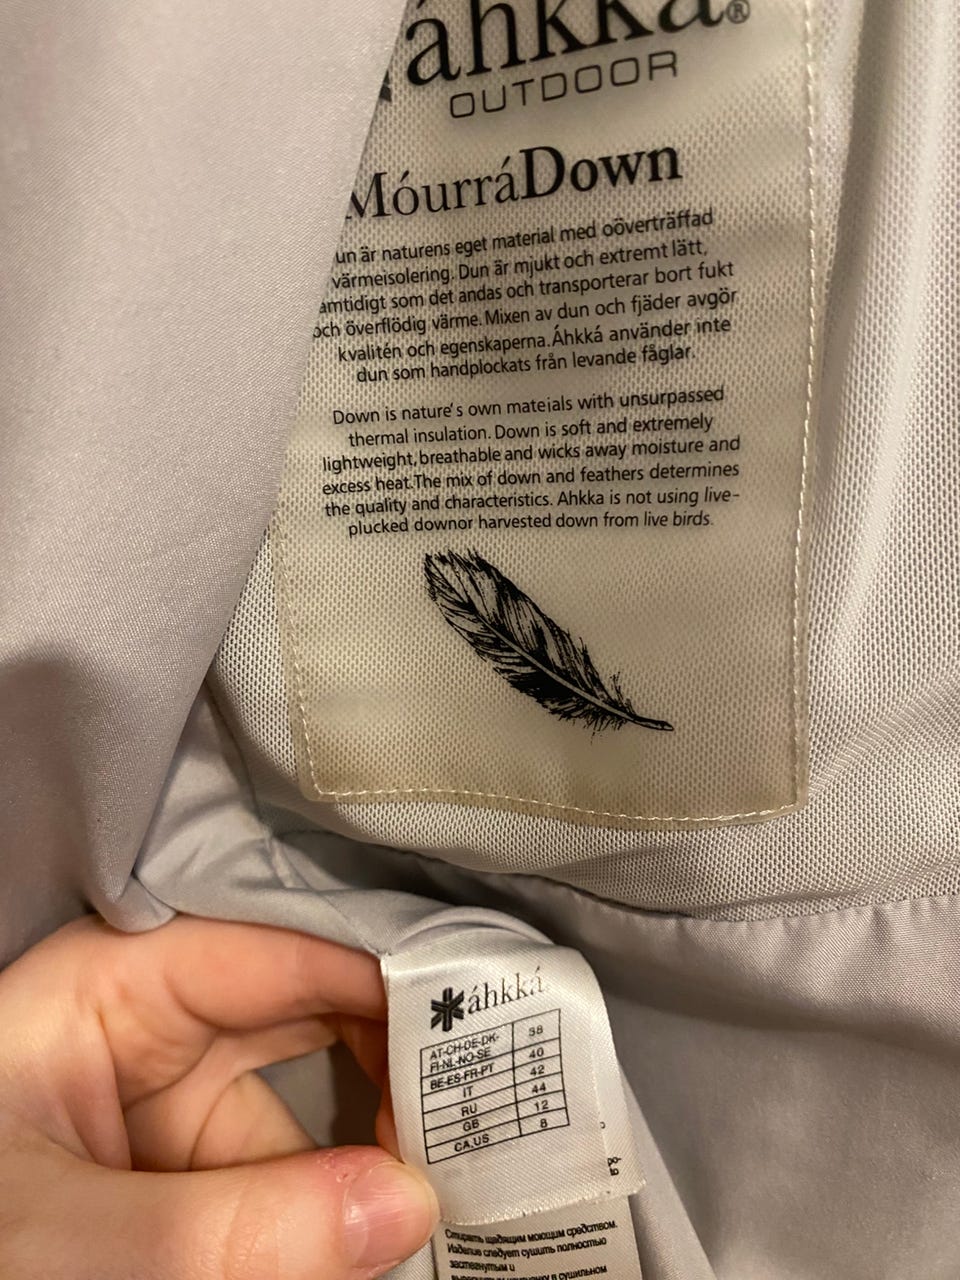 áhkká®
OUTDOOR
MóurráDown
un är naturens eget material med oöverträffad
värmeisolering. Dun är mjukt och extremt lätt,
amtidigt som det andas och transporterar bort fukt
och överflödig värme. Mixen av dun och fjäder avgör
kvalitén och egenskaperna. Áhkká använder inte
dun som handplockats från levande fåglar.
Down is nature's own mateials with unsurpassed
thermal insulation. Down is soft and extremely
lightweight, breathable and wicks away moisture and
excess heat. The mix of down and feathers determines
the quality and characteristics. Ahkka is not using live-
plucked downor harvested down from live birds.
áhkká
AT-CH-DE-DK-
FI-NL-NO-SE 38
BE-ES-FR-PT 40
IT 42
RU 44
GB 12
CA,US 8
Стирать щадящим моющим средством.
Изделие следует сушить полностью
застегнутым и
в сушильном